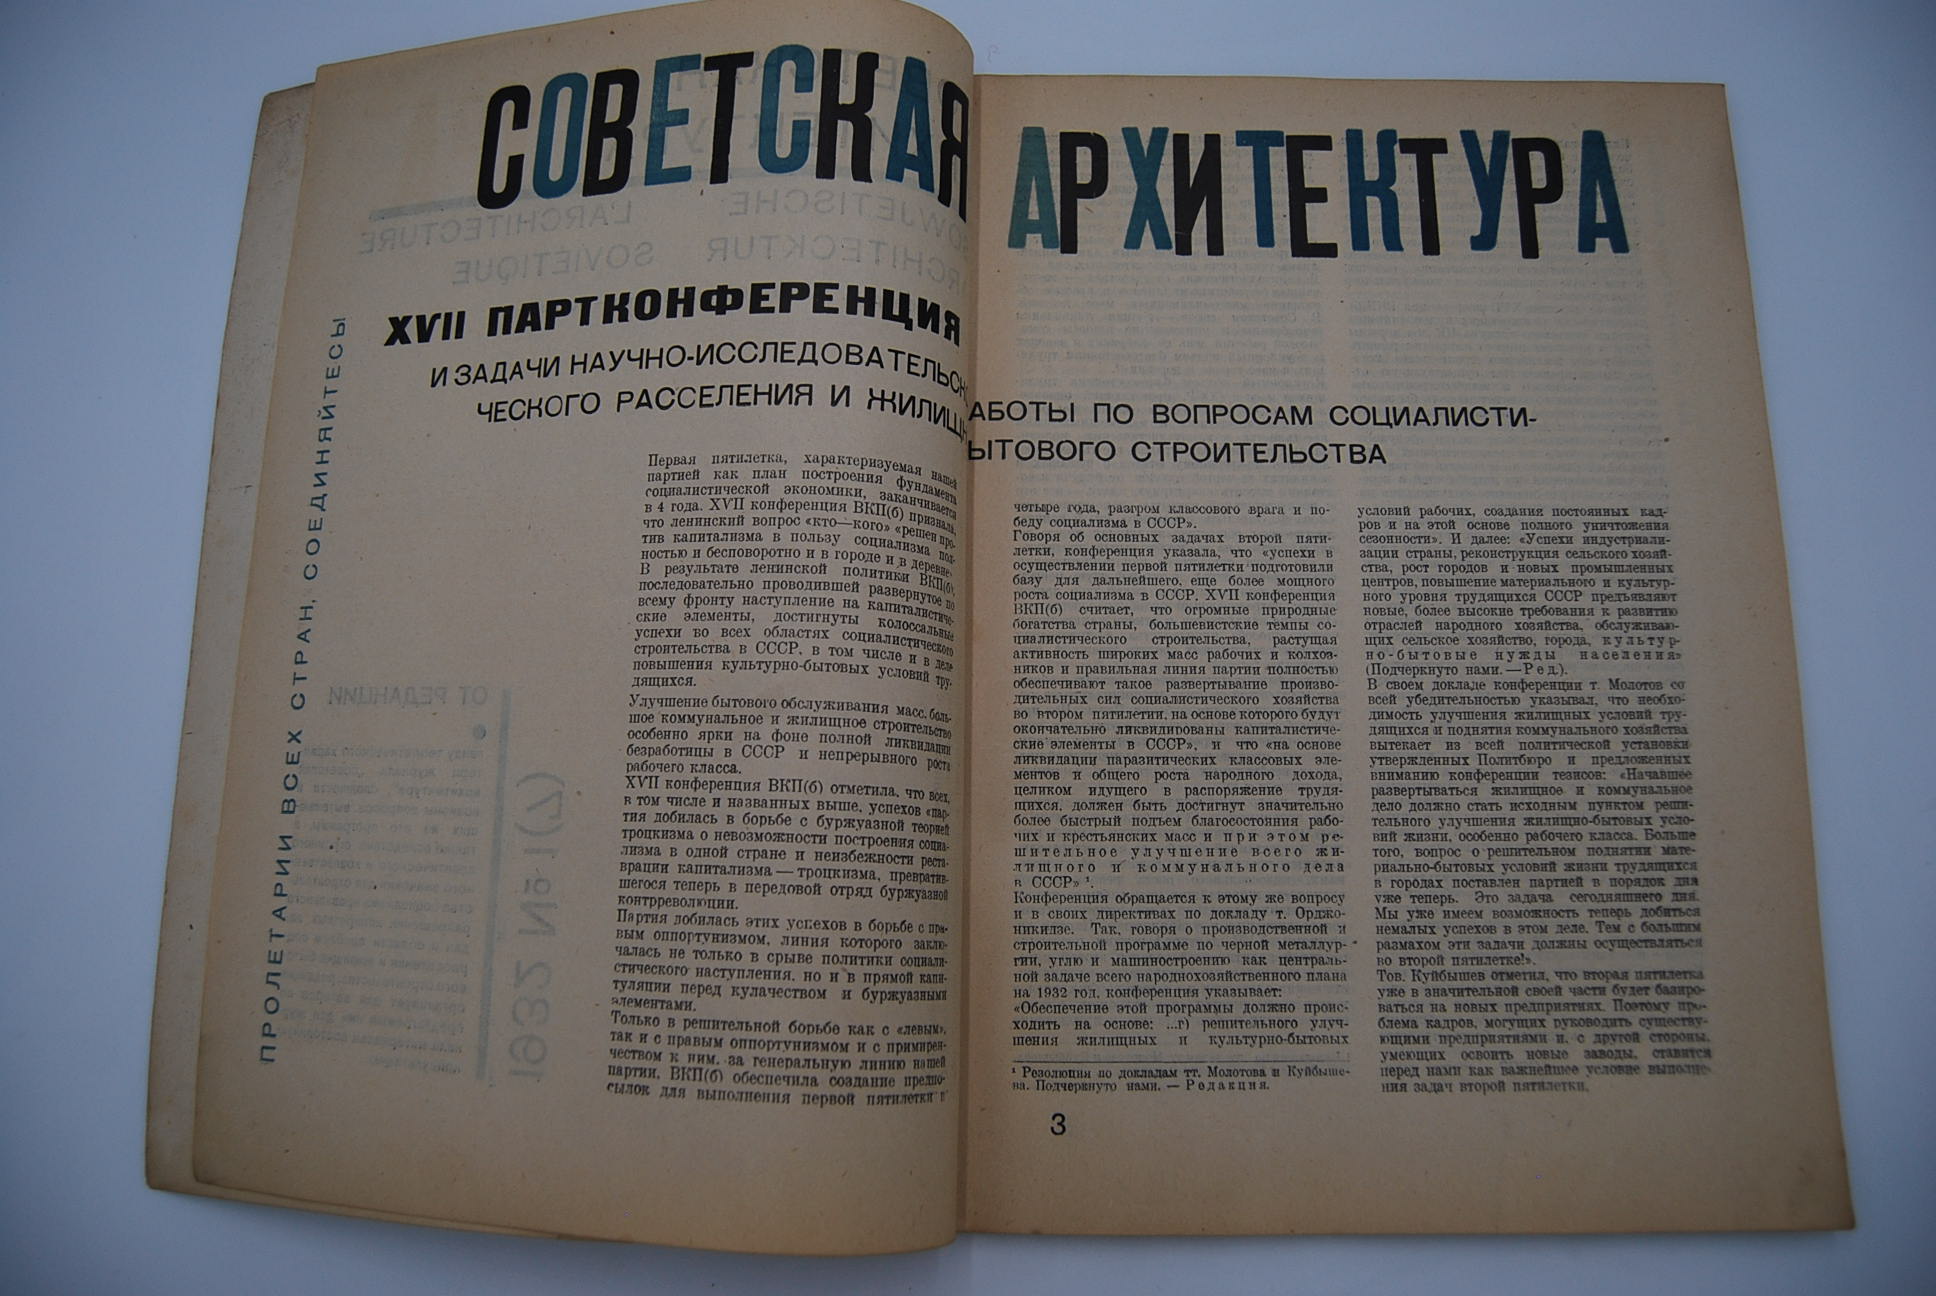 СОВЕТСКАЯ АРХИТЕКТУРА
XVII ПАРТКОНФЕРЕНЦИЯ
И ЗАДАЧИ НАУЧНО-ИССЛЕДОВАТЕЛЬСК АБОТЫ ПО ВОПРОСАМ СОЦИАЛИСТИ-
ЧЕСКОГО РАССЕЛЕНИЯ И ЖИЛИЩН ЫТОВОГО СТРОИТЕЛЬСТВА
ПРОЛЕТАРИИ ВСЕХ СТРАН, СОЕДИНЯЙТЕСЬ!
Первая пятилетка, характеризуемая нашей
партией как план построения фундамента
социалистической экономики, заканчивается
в 4 года. XVII конференция ВКП(б) признала,
что ленинский вопрос «кто—кого» «решен про-
тив капитализма в пользу социализма пол-
ностью и бесповоротно и в городе и в деревне».
В результате ленинской политики ВКП(б),
последовательно проводившей развернутое по
всему фронту наступление на капиталистиче-
ские элементы, достигнуты колоссальные
успехи во всех областях социалистического
строительства в СССР, в том числе и в деле
повышения культурно-бытовых условий тру-
дящихся.
Улучшение бытового обслуживания масс, боль-
шое коммунальное и жилищное строительство
особенно ярки на фоне полной ликвидации
безработицы в СССР и непрерывного роста
рабочего класса.
XVII конференция ВКП(б) отметила, что всех,
в том числе и названных выше, успехов «пар-
тия добилась в борьбе с буржуазной теорией
троцкизма о невозможности построения социа-
лизма в одной стране и неизбежности реста-
врации капитализма — троцкизма, превратив-
шегося теперь в передовой отряд буржуазной
контрреволюции.
Партия добилась этих успехов в борьбе с пра-
вым оппортунизмом, линия которого заклю-
чалась не только в срыве политики социали-
стического наступления, но и в прямой капи-
туляции перед кулачеством и буржуазными
элементами.
Только в решительной борьбе как с «левым»,
так и с правым оппортунизмом и с примирен-
чеством к ним, за генеральную линию нашей
партии, ВКП(б) обеспечила создание предпо-
сылок для выполнения первой пятилетки в
четыре года, разгром классового врага и по-
беду социализма в СССР».
Говоря об основных задачах второй пяти-
летки, конференция указала, что «успехи в
осуществлении первой пятилетки подготовили
базу для дальнейшего, еще более мощного
роста социализма в СССР. XVII конференция
ВКП(б) считает, что огромные природные
богатства страны, большевистские темпы со-
циалистического строительства, растущая
активность широких масс рабочих и колхоз-
ников и правильная линия партии полностью
обеспечивают такое развертывание произво-
дительных сил социалистического хозяйства
во втором пятилетии, на основе которого будут
окончательно ликвидированы капиталистиче-
ские элементы в СССР», и что «на основе
ликвидации паразитических классовых эле-
ментов и общего роста народного дохода,
целиком идущего в распоряжение трудя-
щихся, должен быть достигнут значительно
более быстрый подъем благосостояния рабо-
чих и крестьянских масс и при этом ре-
шительное улучшение всего жи-
лищного и коммунального дела
в СССР» ¹.
Конференция обращается к этому же вопросу
и в своих директивах по докладу т. Орджо-
никидзе. Так, говоря о производственной и
строительной программе по черной металлур-
гии, углю и машиностроению как централь-
ной задаче всего народнохозяйственного плана
на 1932 год, конференция указывает:
«Обеспечение этой программы должно проис-
ходить на основе: ...г) решительного улуч-
шения жилищных и культурно-бытовых
¹ Резолюция по докладам тт. Молотова и Куйбыше-
ва. Подчеркнуто нами. — Редакция.
условий рабочих, создания постоянных кад-
ров и на этой основе полного уничтожения
сезонности». И далее: «Успехи индустриали-
зации страны, реконструкция сельского хозяй-
ства, рост городов и новых промышленных
центров, повышение материального и культур-
ного уровня трудящихся СССР предъявляют
новые, более высокие требования к развитию
отраслей народного хозяйства, обслуживаю-
щих сельское хозяйство, города, культур-
но-бытовые нужды населения»
(Подчеркнуто нами. — Ред.).
В своем докладе конференции т. Молотов со
всей убедительностью указывал, что необхо-
димость улучшения жилищных условий тру-
дящихся и поднятия коммунального хозяйства
вытекает из всей политической установки
утвержденных Политбюро и предложенных
вниманию конференции тезисов: «Начавшее
развертываться жилищное и коммунальное
дело должно стать исходным пунктом реши-
тельного улучшения жилищно-бытовых усло-
вий жизни, особенно рабочего класса. Больше
того, вопрос о решительном поднятии мате-
риально-бытовых условий жизни трудящихся
в городах поставлен партией в порядок дня
уже теперь. Это задача сегодняшнего дня.
Мы уже имеем возможность теперь добиться
немалых успехов в этом деле. Тем с большим
размахом эти задачи должны осуществляться
во второй пятилетке!».
Тов. Куйбышев отметил, что вторая пятилетка
уже в значительной своей части будет базиро-
ваться на новых предприятиях. Поэтому про-
блема кадров, могущих руководить существу-
ющими предприятиями и, с другой стороны,
умеющих освоить новые заводы, ставится
перед нами как важнейшее условие выполне-
ния задач второй пятилетки.
3